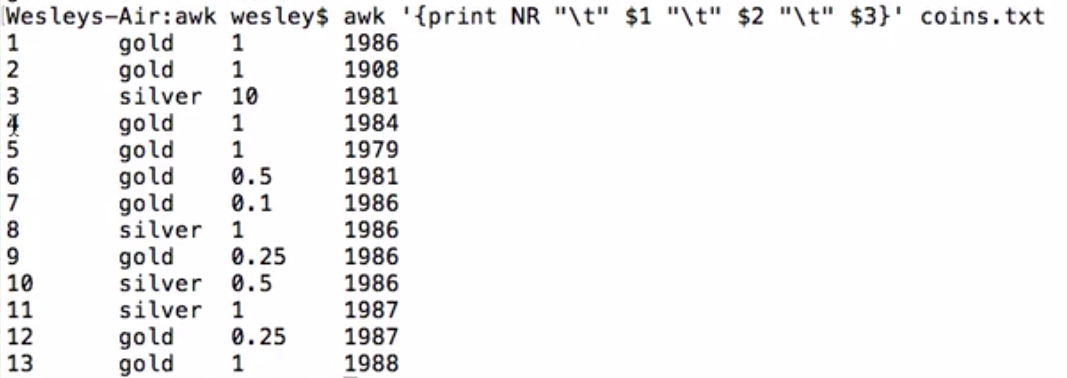 Wesleys-Air:awk wesley$ awk '{print NR "\t" $1 "\t" $2 "\t" $3}' coins.txt
1 gold 1 1986
2 gold 1 1908
3 silver 10 1981
4 gold 1 1984
5 gold 1 1979
6 gold 0.5 1981
7 gold 0.1 1986
8 silver 1 1986
9 gold 0.25 1986
10 silver 0.5 1986
11 silver 1 1987
12 gold 0.25 1987
13 gold 1 1988